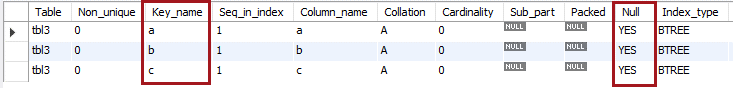 Table Non_unique Key_name Seq_in_index Column_name Collation Cardinality Sub_part Packed Null Index_type
tbl3 0 a 1 a A 0 NULL NULL YES BTREE
tbl3 0 b 1 b A 0 NULL NULL YES BTREE
tbl3 0 c 1 c A 0 NULL NULL YES BTREE